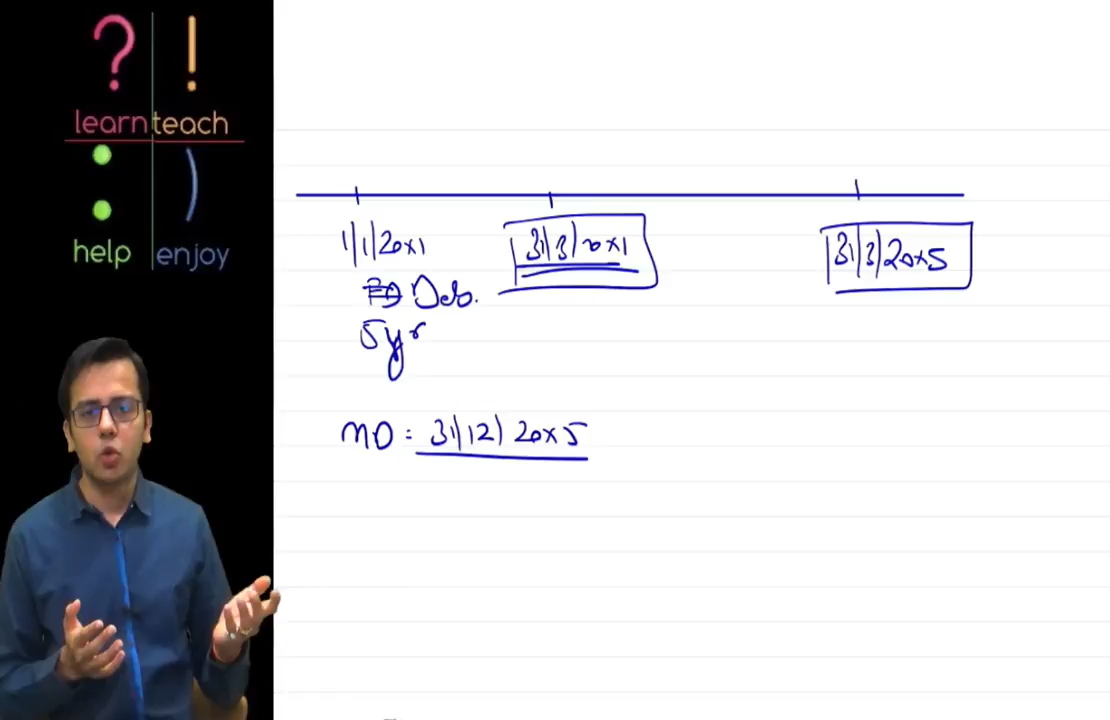 ? !
learn teach
: )
help enjoy
1|1|20x1
31|3|20x1
31|3|20x5
Deb.
5yr
MD = 31|12|20x5